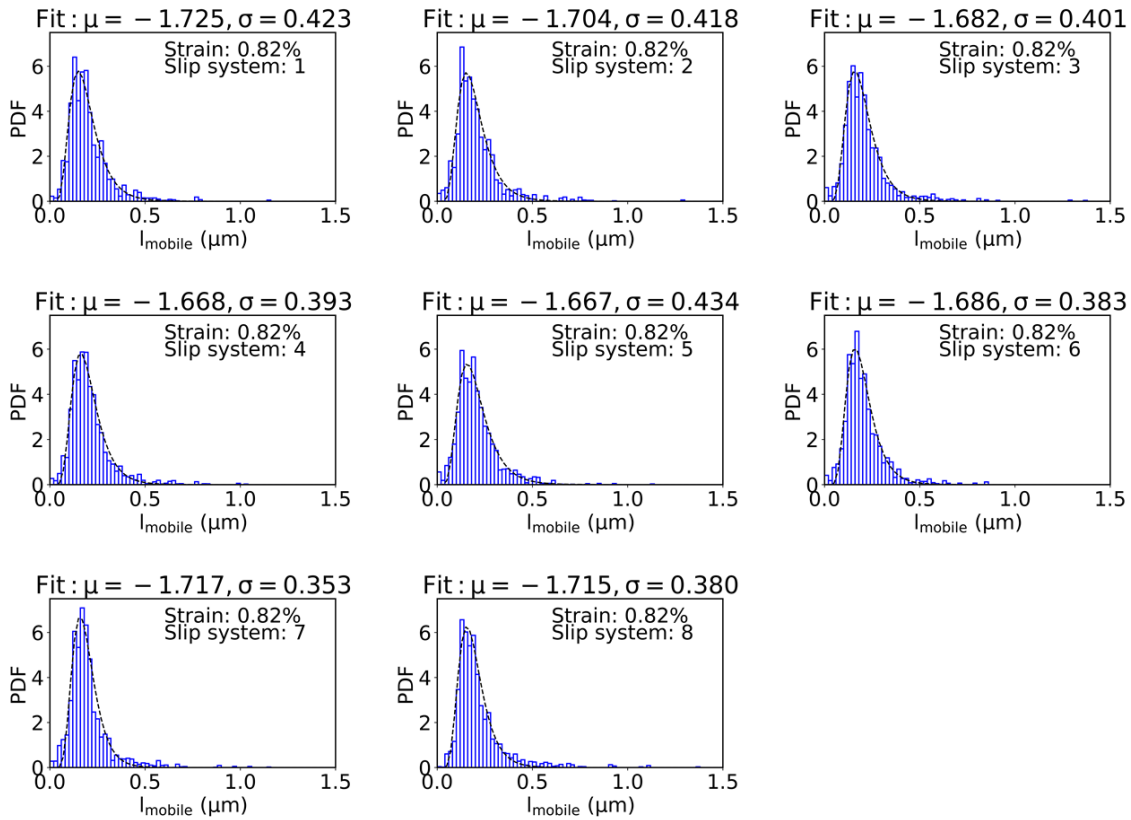 Fit : μ = − 1.725, σ = 0.423
Strain: 0.82%
Slip system: 1
PDF
6
4
2
0
0.0 0.5 1.0 1.5
lmobile (μm)
Fit : μ = − 1.704, σ = 0.418
Strain: 0.82%
Slip system: 2
PDF
6
4
2
0
0.0 0.5 1.0 1.5
lmobile (μm)
Fit : μ = − 1.682, σ = 0.401
Strain: 0.82%
Slip system: 3
PDF
6
4
2
0
0.0 0.5 1.0 1.5
lmobile (μm)
Fit : μ = − 1.668, σ = 0.393
Strain: 0.82%
Slip system: 4
PDF
6
4
2
0
0.0 0.5 1.0 1.5
lmobile (μm)
Fit : μ = − 1.667, σ = 0.434
Strain: 0.82%
Slip system: 5
PDF
6
4
2
0
0.0 0.5 1.0 1.5
lmobile (μm)
Fit : μ = − 1.686, σ = 0.383
Strain: 0.82%
Slip system: 6
PDF
6
4
2
0
0.0 0.5 1.0 1.5
lmobile (μm)
Fit : μ = − 1.717, σ = 0.353
Strain: 0.82%
Slip system: 7
PDF
6
4
2
0
0.0 0.5 1.0 1.5
lmobile (μm)
Fit : μ = − 1.715, σ = 0.380
Strain: 0.82%
Slip system: 8
PDF
6
4
2
0
0.0 0.5 1.0 1.5
lmobile (μm)